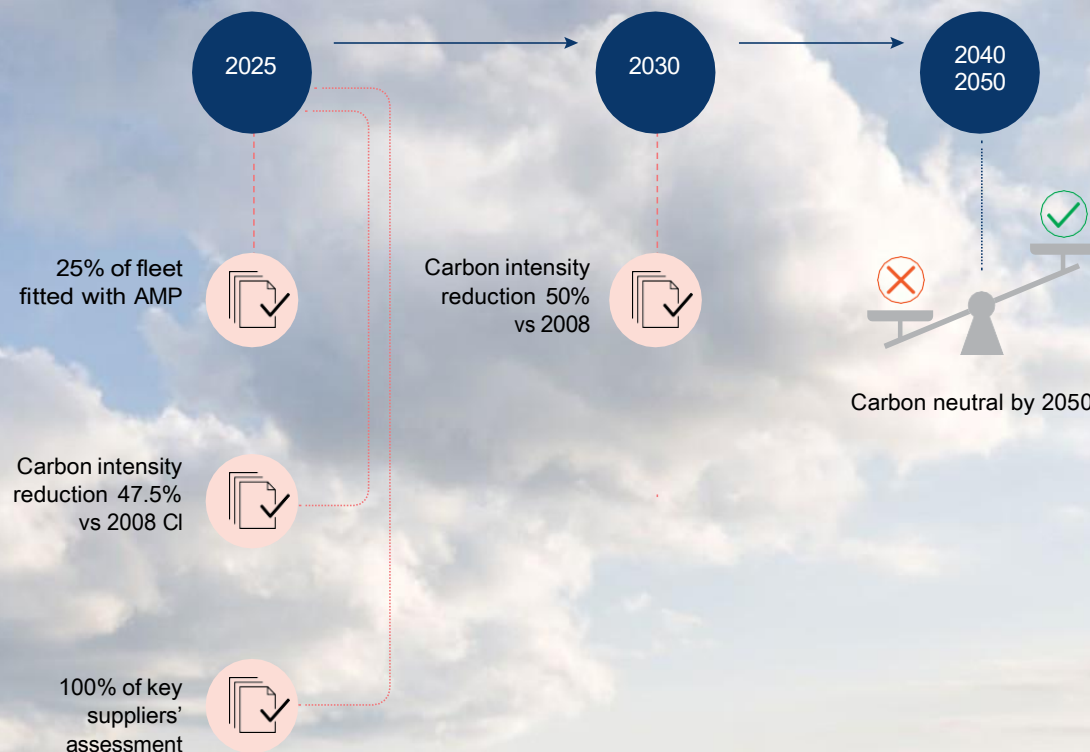 2025
2030
2040
2050
25% of fleet
fitted with AMP
Carbon intensity
reduction 50%
vs 2008
Carbon neutral by 2050
Carbon intensity
reduction 47.5%
vs 2008 CI
100% of key
suppliers’
assessment